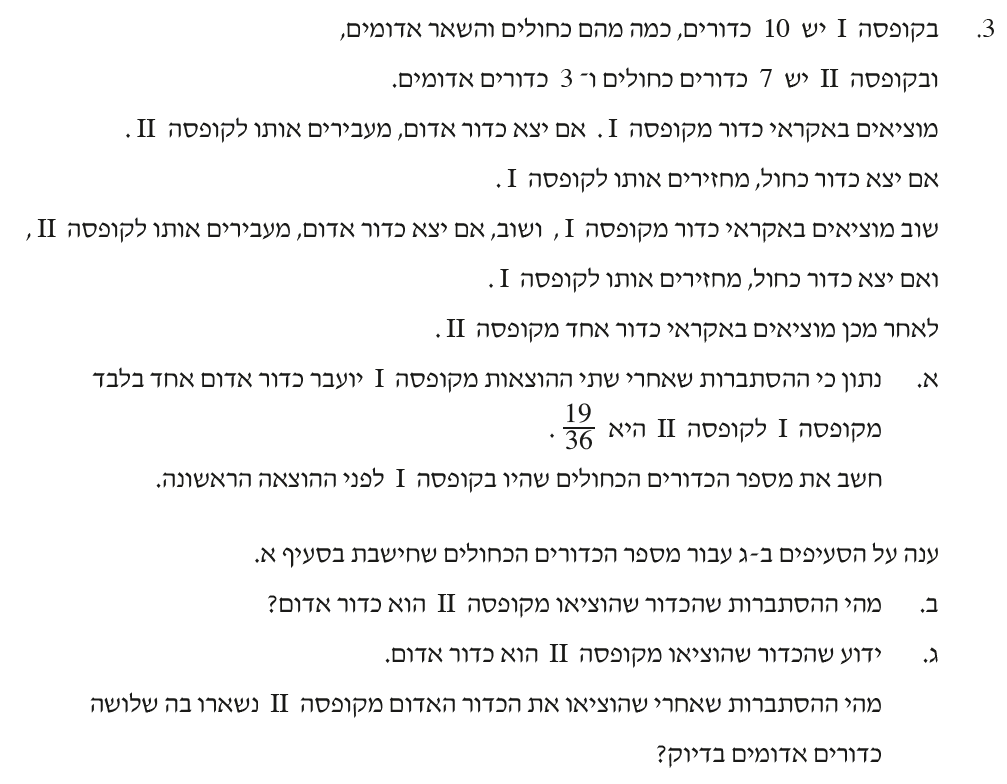 3. בקופסה I יש 10 כדורים, כמה מהם כחולים והשאר אדומים,
ובקופסה II יש 7 כדורים כחולים ו־ 3 כדורים אדומים.
מוציאים באקראי כדור מקופסה I. אם יצא כדור אדום, מעבירים אותו לקופסה II.
אם יצא כדור כחול, מחזירים אותו לקופסה I.
שוב מוציאים באקראי כדור מקופסה I, ושוב, אם יצא כדור אדום, מעבירים אותו לקופסה II,
ואם יצא כדור כחול, מחזירים אותו לקופסה I.
לאחר מכן מוציאים באקראי כדור אחד מקופסה II.
א. נתון כי ההסתברות שאחרי שתי ההוצאות מקופסה I יועבר כדור אדום אחד בלבד
מקופסה I לקופסה II היא 19/36.
חשב את מספר הכדורים הכחולים שהיו בקופסה I לפני ההוצאה הראשונה.
ענה על הסעיפים ב-ג עבור מספר הכדורים הכחולים שחישבת בסעיף א.
ב. מהי ההסתברות שהכדור שהוציאו מקופסה II הוא כדור אדום?
ג. ידוע שהכדור שהוציאו מקופסה II הוא כדור אדום.
מהי ההסתברות שאחרי שהוציאו את הכדור האדום מקופסה II נשארו בה שלושה
כדורים אדומים בדיוק?